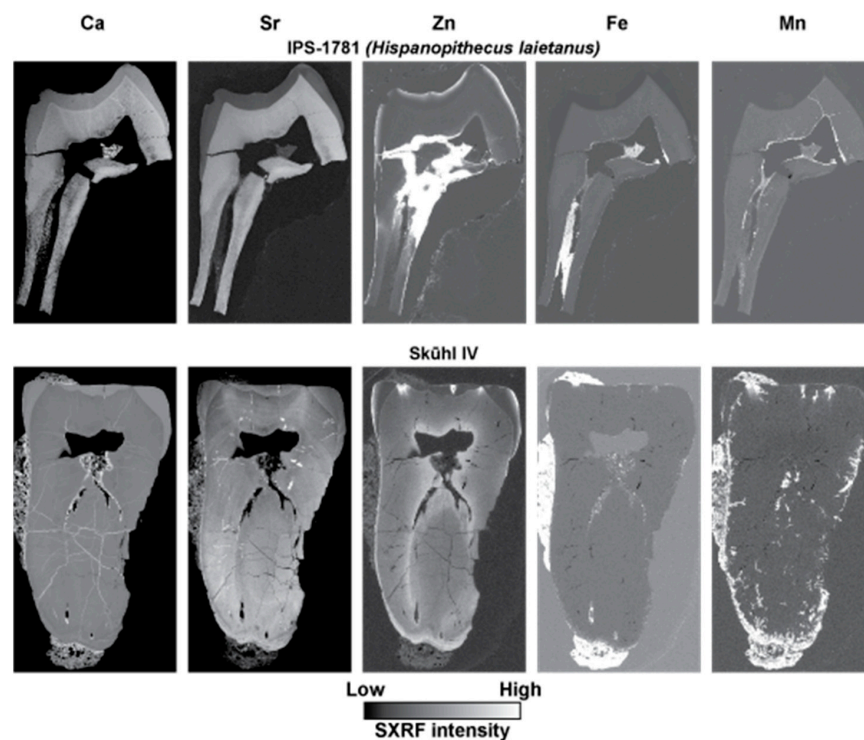 Ca Sr Zn Fe Mn
IPS-1781 (Hispanopithecus laietanus)
Skūhl IV
Low High
SXRF intensity